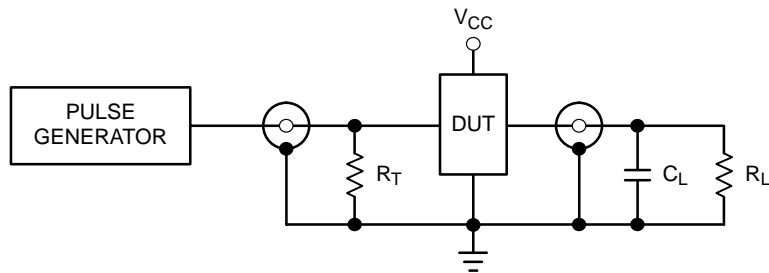 V_CC
PULSE
GENERATOR
DUT
R_T
C_L
R_L